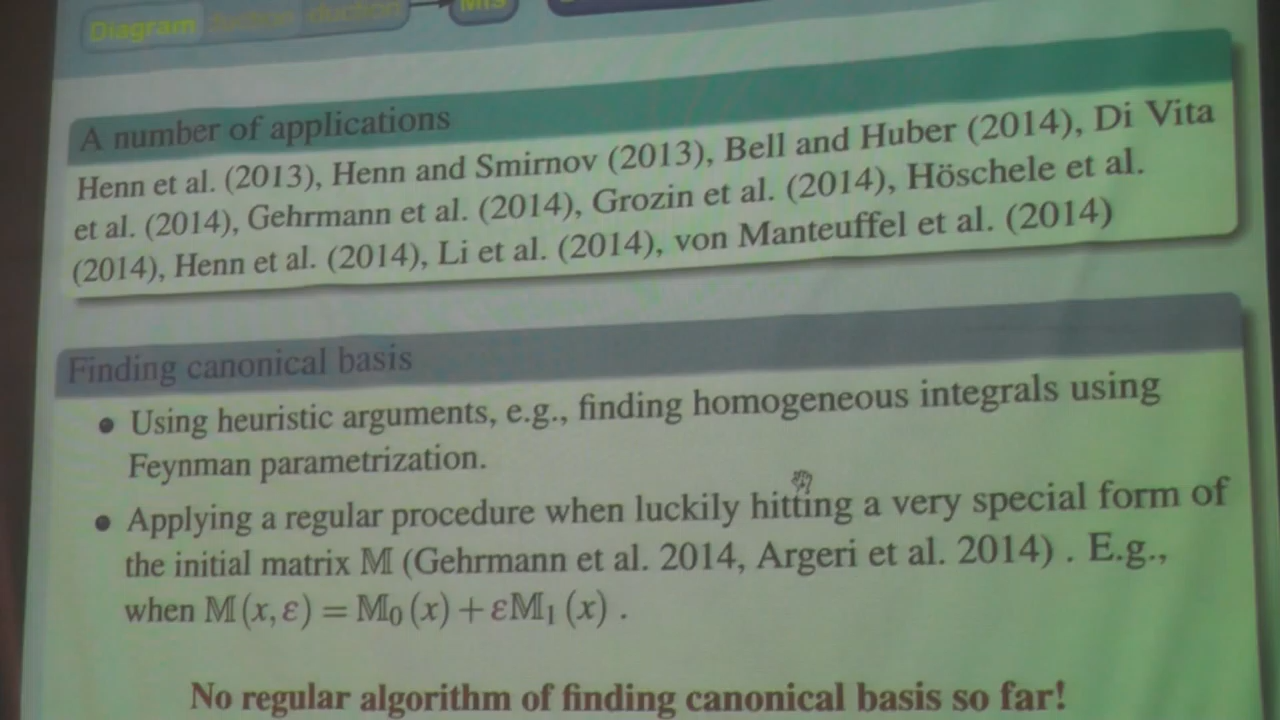 Diagram
MIs
A number of applications
Henn et al. (2013), Henn and Smirnov (2013), Bell and Huber (2014), Di Vita
et al. (2014), Gehrmann et al. (2014), Grozin et al. (2014), Höschele et al.
(2014), Henn et al. (2014), Li et al. (2014), von Manteuffel et al. (2014)
Finding canonical basis
• Using heuristic arguments, e.g., finding homogeneous integrals using
Feynman parametrization.
• Applying a regular procedure when luckily hitting a very special form of
the initial matrix 𝕄 (Gehrmann et al. 2014, Argeri et al. 2014) . E.g.,
when 𝕄(x, ε) = 𝕄₀(x) + ε𝕄₁(x) .
No regular algorithm of finding canonical basis so far!